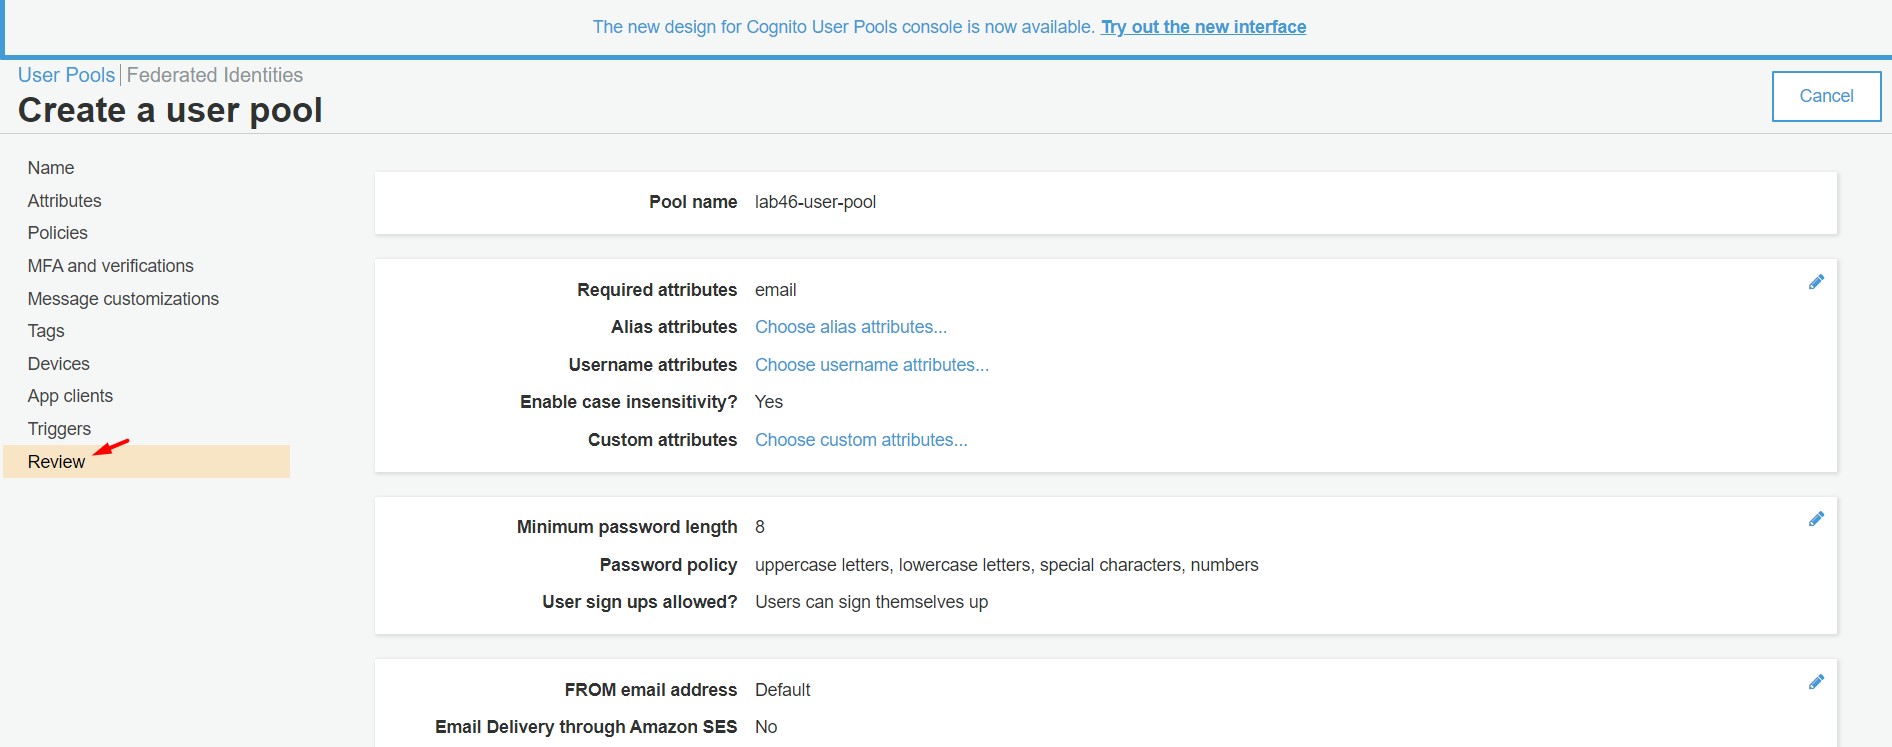 The new design for Cognito User Pools console is now available. Try out the new interface
User Pools Federated Identities
Create a user pool
Cancel
Name
Attributes
Policies
MFA and verifications
Message customizations
Tags
Devices
App clients
Triggers
Review
Pool name lab46-user-pool
Required attributes email
Alias attributes Choose alias attributes...
Username attributes Choose username attributes...
Enable case insensitivity? Yes
Custom attributes Choose custom attributes...
Minimum password length 8
Password policy uppercase letters, lowercase letters, special characters, numbers
User sign ups allowed? Users can sign themselves up
FROM email address Default
Email Delivery through Amazon SES No